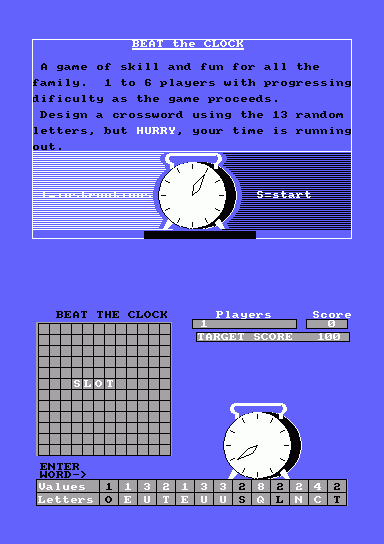 BEAT the CLOCK
A game of skill and fun for all the
family. 1 to 6 players with progressing
dificulty as the game proceeds.
Design a crossword using the 13 random
letters, but HURRY, your time is running
out.
S=start
BEAT THE CLOCK
Players Score
1 0
TARGET SCORE 100
SLOT
ENTER
WORD->
Values 1 1 3 2 1 3 3 2 8 2 2 4 2
Letters O E U T E U U S Q L N C T